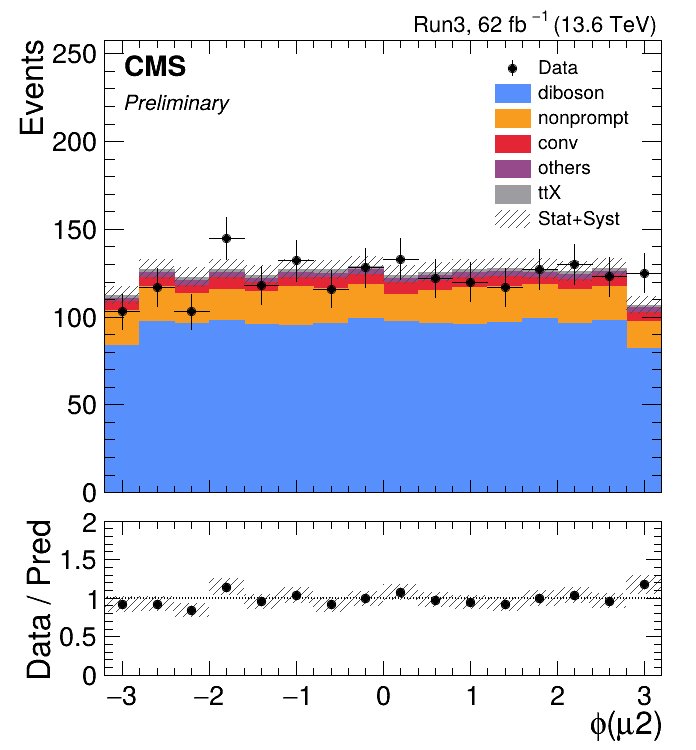 Run3, 62 fb⁻¹ (13.6 TeV)
Events
250
200
150
100
50
0
CMS
Preliminary
Data
diboson
nonprompt
conv
others
ttX
Stat+Syst
Data / Pred
2
1.5
1
0.5
0
−3 −2 −1 0 1 2 3
ϕ(μ2)